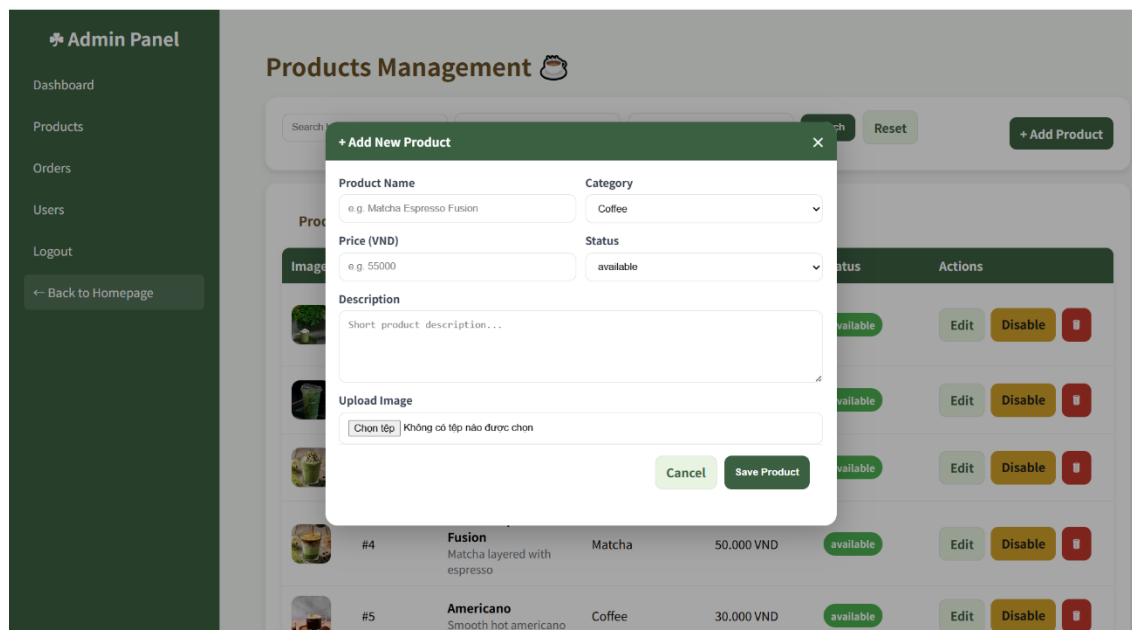 ☘ Admin Panel
Dashboard
Products
Orders
Users
Logout
← Back to Homepage
Products Management ☕
Search
Reset
+ Add Product
+ Add New Product ✕
Product Name
Category
e.g. Matcha Espresso Fusion
Coffee
Price (VND)
Status
e.g. 55000
available
Description
Short product description...
Upload Image
Chọn tệp Không có tệp nào được chọn
Cancel
Save Product
Image
Actions
Edit Disable
Edit Disable
Edit Disable
#4
Fusion
Matcha layered with
espresso
Matcha
50.000 VND
available
Edit Disable
#5
Americano
Smooth hot americano
Coffee
30.000 VND
available
Edit Disable